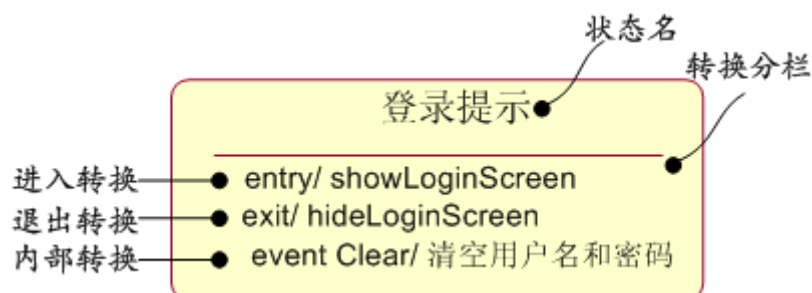 状态名
转换分栏
登录提示
进入转换 entry/ showLoginScreen
退出转换 exit/ hideLoginScreen
内部转换 event Clear/ 清空用户名和密码